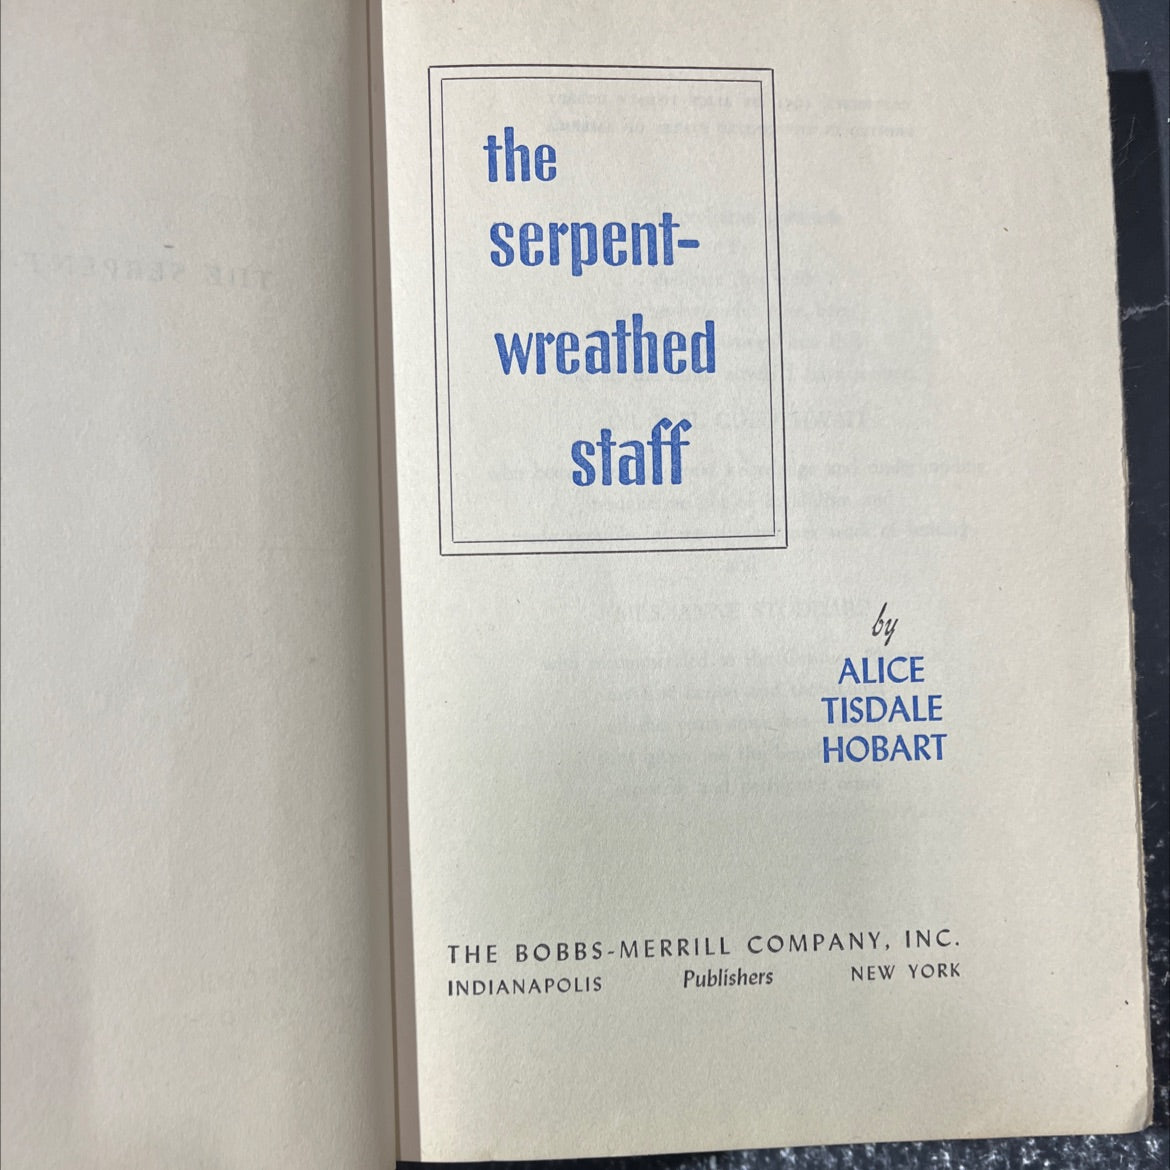 the
serpent-
wreathed
staff
by
ALICE
TISDALE
HOBART
THE BOBBS-MERRILL COMPANY, INC.
INDIANAPOLIS Publishers NEW YORK